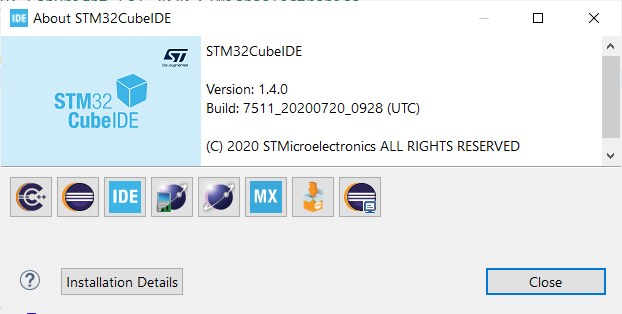 IDE About STM32CubeIDE
ST
life.augmented
STM32
CubeIDE
STM32CubeIDE
Version: 1.4.0
Build: 7511_20200720_0928 (UTC)
(C) 2020 STMicroelectronics ALL RIGHTS RESERVED
IDE
MX
?
Installation Details
Close